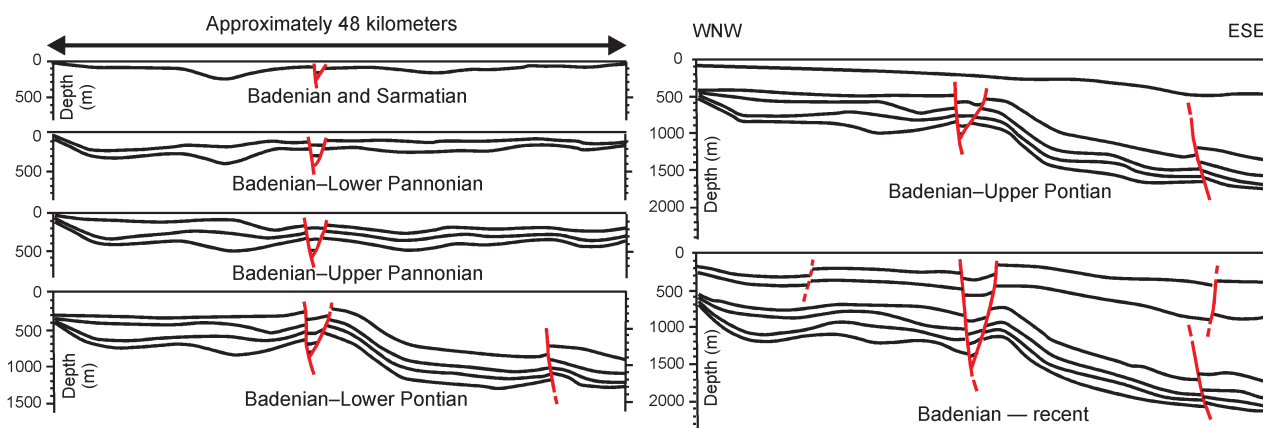 Approximately 48 kilometers
0
500
Depth
(m)
Badenian and Sarmatian
0
500
Badenian–Lower Pannonian
0
500
Badenian–Upper Pannonian
0
500
1000
1500
Depth
(m)
Badenian–Lower Pontian
WNW
ESE
0
500
1000
1500
2000
Depth (m)
Badenian–Upper Pontian
0
500
1000
1500
2000
Depth (m)
Badenian — recent